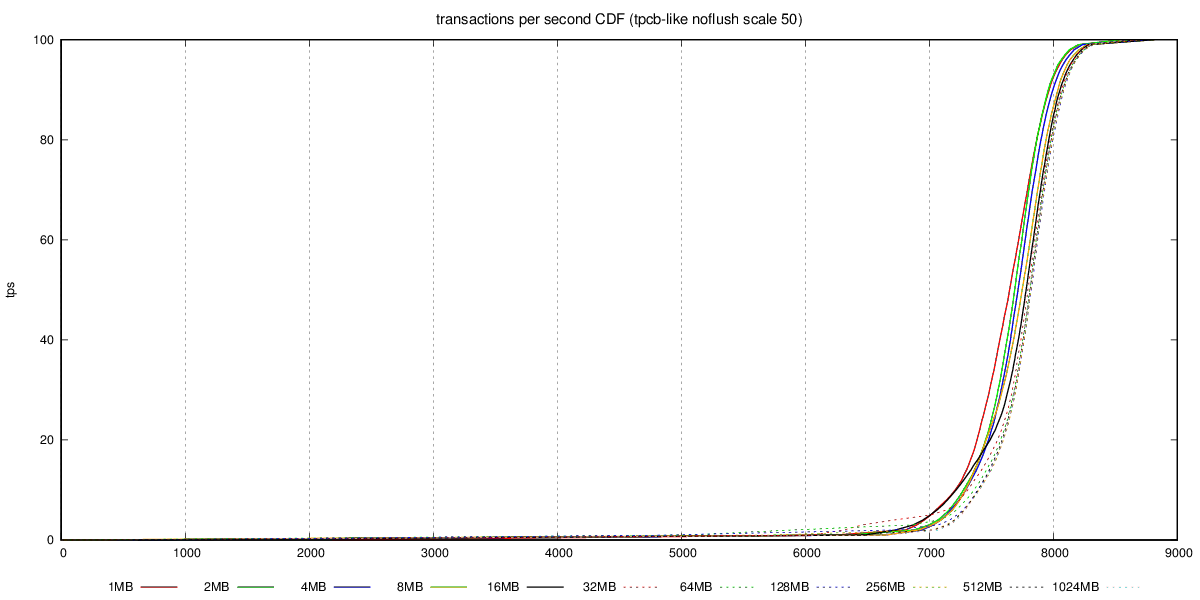 transactions per second CDF (tpcb-like noflush scale 50)
100
80
60
40
20
0
tps
0 1000 2000 3000 4000 5000 6000 7000 8000 9000
1MB 2MB 4MB 8MB 16MB 32MB 64MB 128MB 256MB 512MB 1024MB